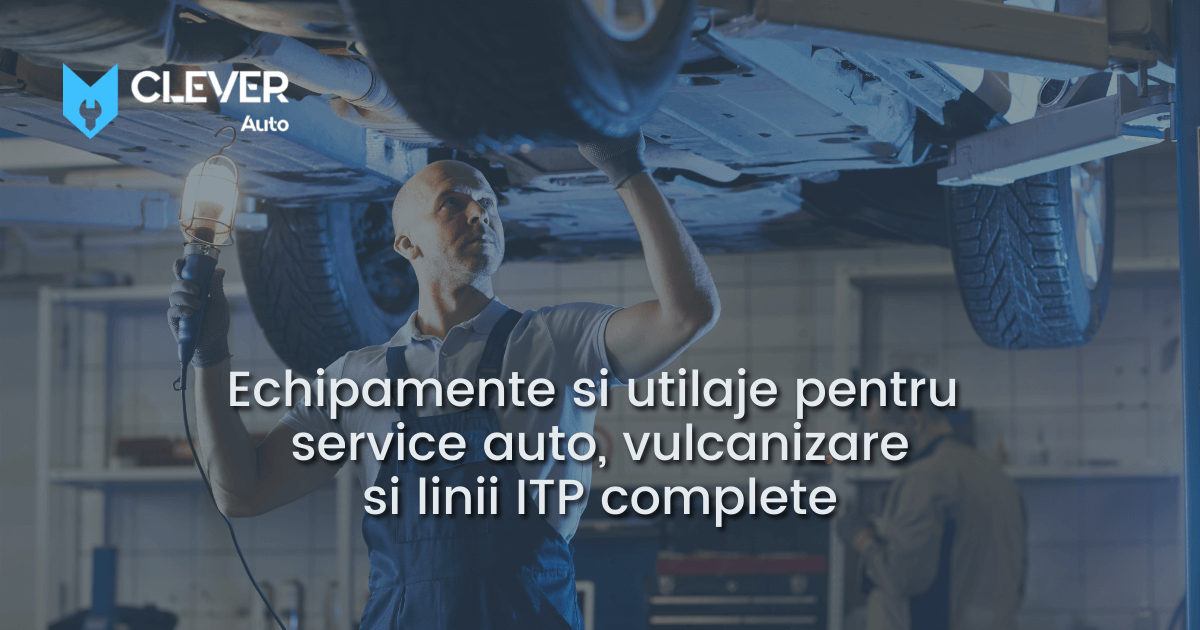 CLEVER
Auto
Echipamente si utilaje pentru
service auto, vulcanizare
si linii ITP complete